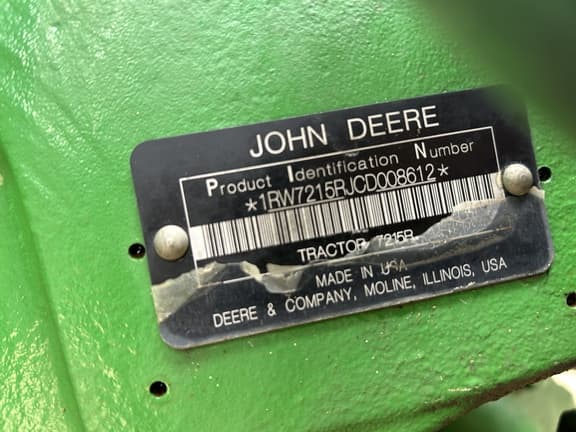 JOHN DEERE
Product Identification Number
*1RW7215RJCD008612*
TRACTOR 7215R
MADE IN USA
DEERE & COMPANY, MOLINE, ILLINOIS, USA